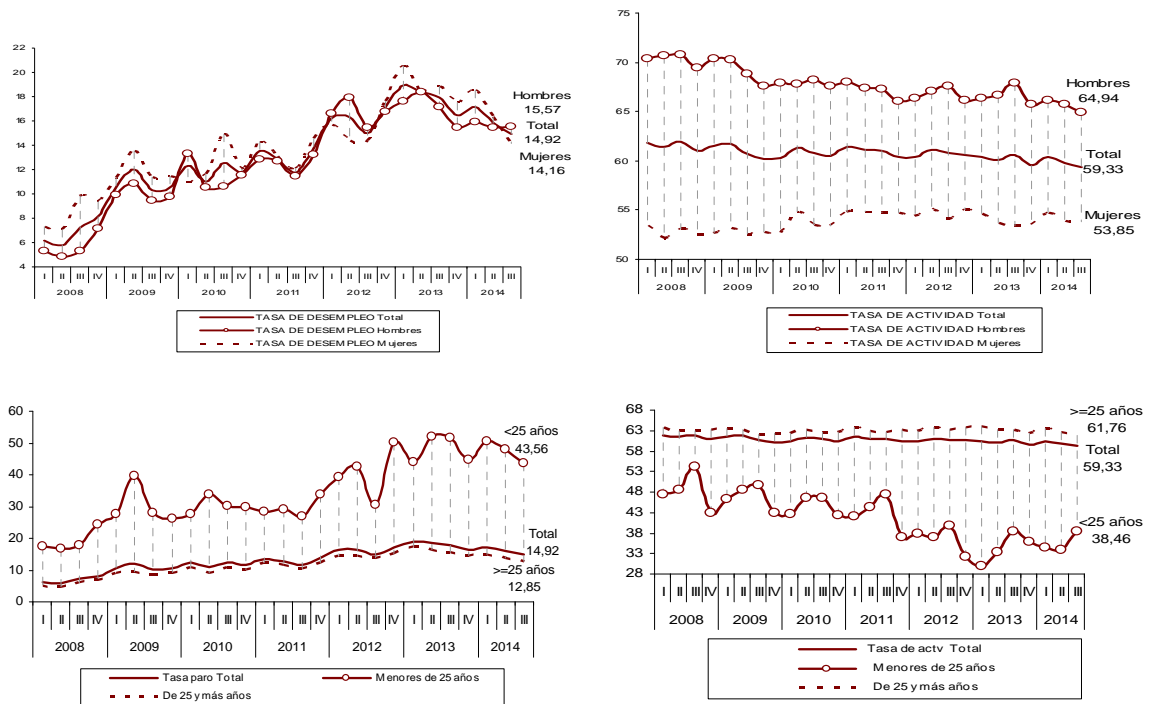 22
20
18
16
14
12
10
8
6
4
Hombres
15,57
Total
14,92
Mujeres
14,16
I II III IV I II III IV I II III IV I II III IV I II III IV I II III IV I II III
2008 2009 2010 2011 2012 2013 2014
TASA DE DESEMPLEO Total
TASA DE DESEMPLEO Hombres
TASA DE DESEMPLEO Mujeres
75
70
65
60
55
50
Hombres
64,94
Total
59,33
Mujeres
53,85
I II III IV I II III IV I II III IV I II III IV I II III IV I II III IV I II III
2008 2009 2010 2011 2012 2013 2014
TASA DE ACTIVIDAD Total
TASA DE ACTIVIDAD Hombres
TASA DE ACTIVIDAD Mujeres
60
50
40
30
20
10
0
<25 años
43,56
Total
14,92
>=25 años
12,85
I II III IV I II III IV I II III IV I II III IV I II III IV I II III IV I II III
2008 2009 2010 2011 2012 2013 2014
Tasa paro Total Menores de 25 años
De 25 y más años
68
63
58
53
48
43
38
33
28
>=25 años
61,76
Total
59,33
<25 años
38,46
I II III IV I II III IV I II III IV I II III IV I II III IV I II III IV I II III
2008 2009 2010 2011 2012 2013 2014
Tasa de actv Total
Menores de 25 años
De 25 y más años